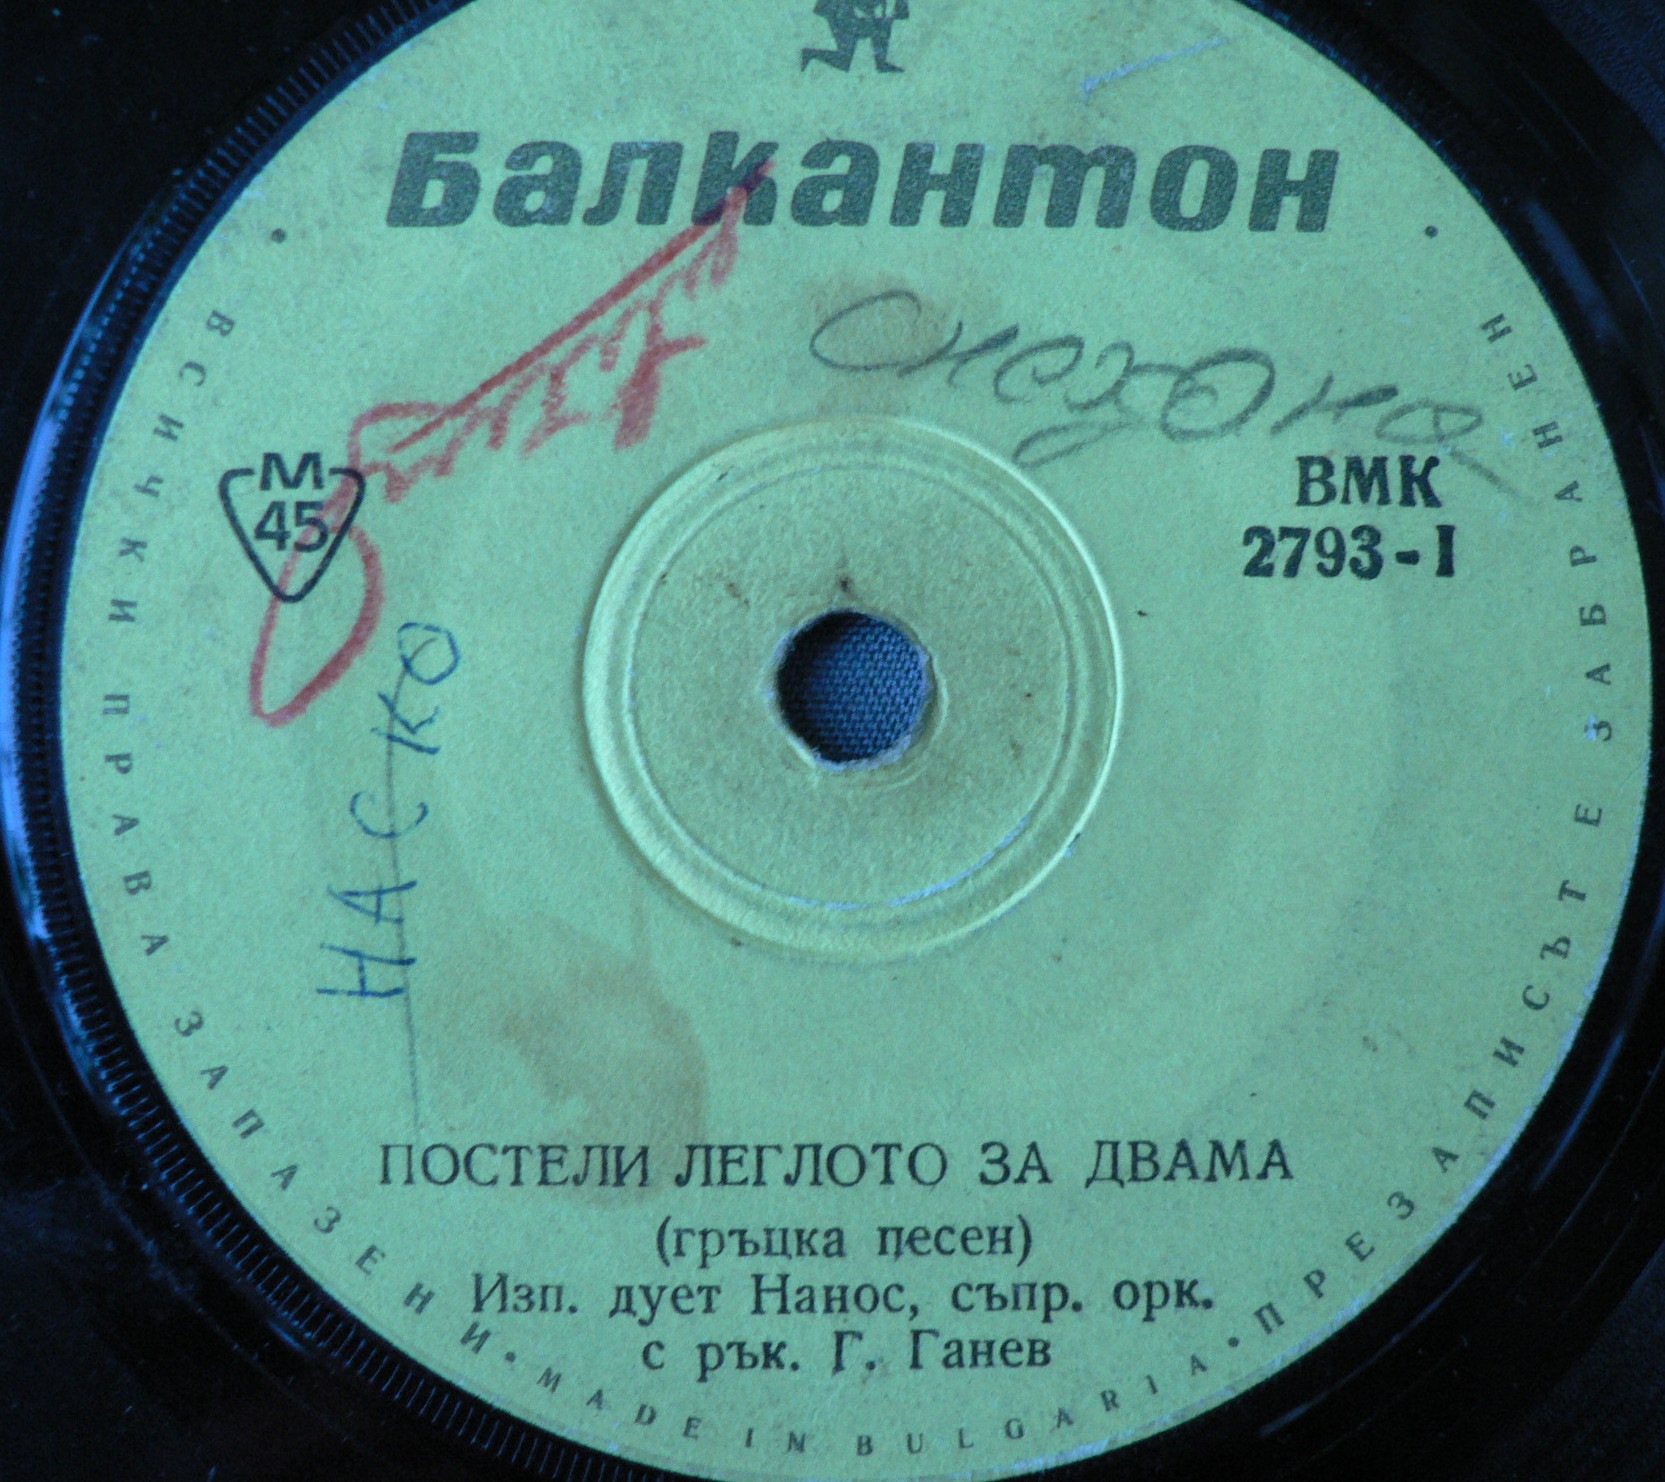 Балкантон
M
45
ВМК
2793-I
НАСКО
ПОСТЕЛИ ЛЕГЛОТО ЗА ДВАМА
(гръцка песен)
Изп. дует Нанос, съпр. орк.
с рък. Г. Ганев
ВСИЧКИ ПРАВА ЗАПАЗЕНИ • MADE IN BULGARIA • ПРЕЗАПИСЪТ Е ЗАБРАНЕН